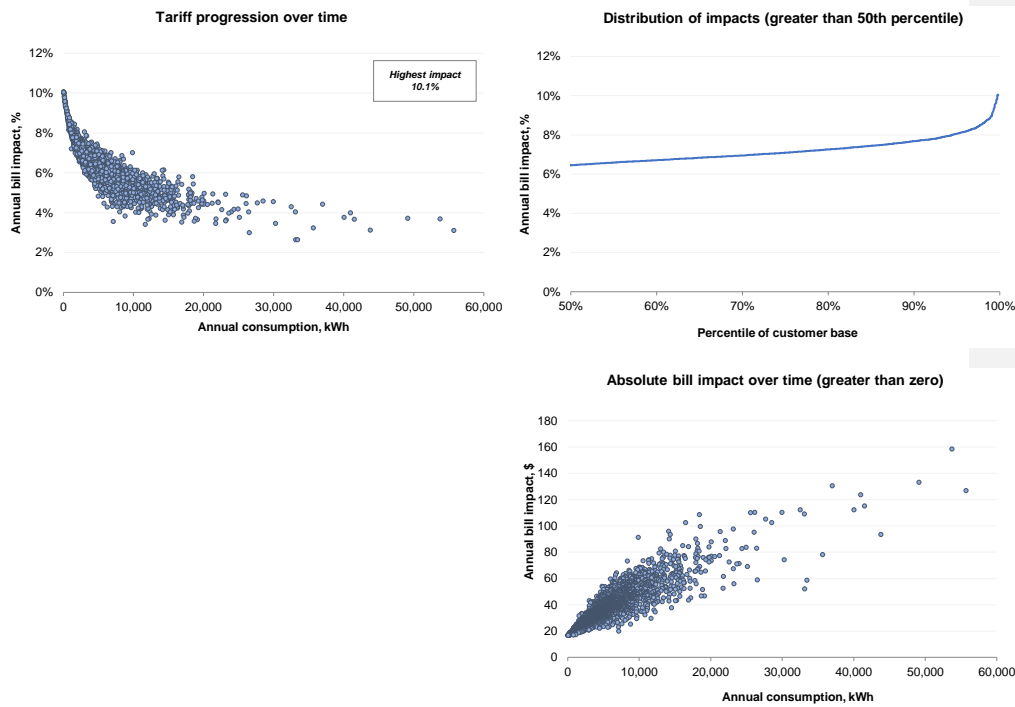 Tariff progression over time
12%
10%
8%
6%
4%
2%
0%
Annual bill impact, %
Highest impact
10.1%
0 10,000 20,000 30,000 40,000 50,000 60,000
Annual consumption, kWh
Distribution of impacts (greater than 50th percentile)
12%
10%
8%
6%
4%
2%
0%
Annual bill impact, %
50% 60% 70% 80% 90% 100%
Percentile of customer base
Absolute bill impact over time (greater than zero)
180
160
140
120
100
80
60
40
20
0
Annual bill impact, $
0 10,000 20,000 30,000 40,000 50,000 60,000
Annual consumption, kWh